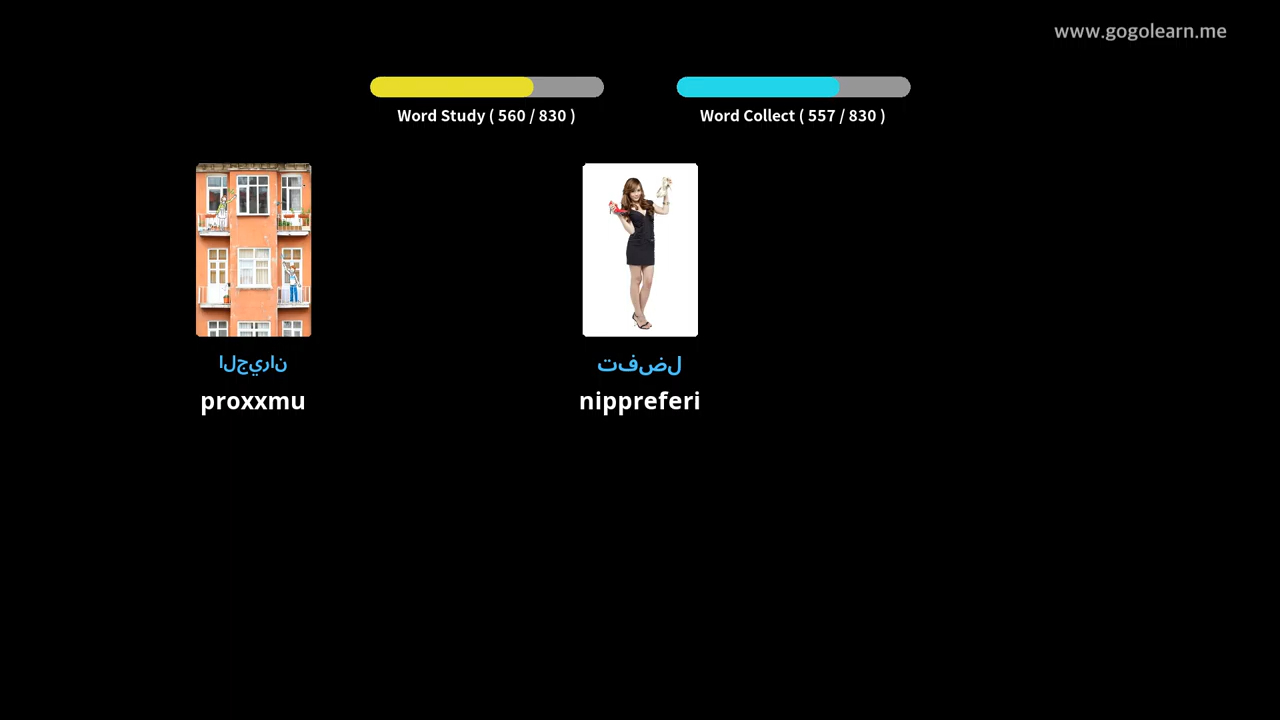 www.gogolearn.me
Word Study ( 560 / 830 )
Word Collect ( 557 / 830 )
الجيران
تفضل
proxxmu
nippreferi